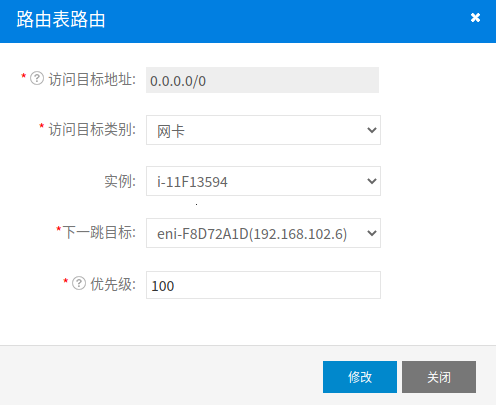 路由表路由 ✖
* ? 访问目标地址: 0.0.0.0/0
* 访问目标类别: 网卡
实例: i-11F13594
*下一跳目标: eni-F8D72A1D(192.168.102.6)
* ? 优先级: 100
修改 关闭